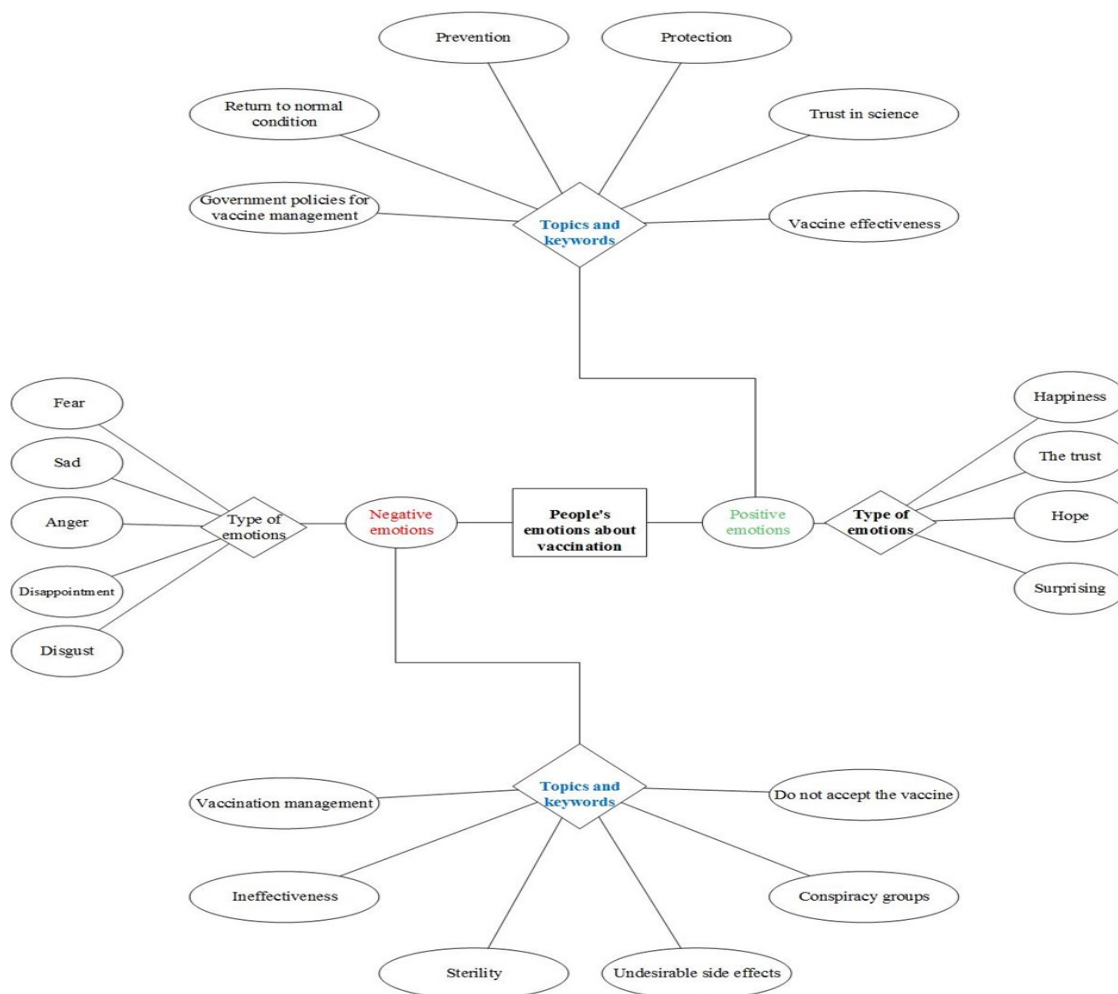 Prevention
Protection
Return to normal
condition
Trust in science
Government policies for
vaccine management
Topics and
keywords
Vaccine effectiveness
Fear
Sad
Anger
Disappointment
Disgust
Type of
emotions
Negative
emotions
People's
emotions about
vaccination
Positive
emotions
Type of
emotions
Happiness
The trust
Hope
Surprising
Topics and
keywords
Vaccination management
Do not accept the vaccine
Ineffectiveness
Conspiracy groups
Sterility
Undesirable side effects